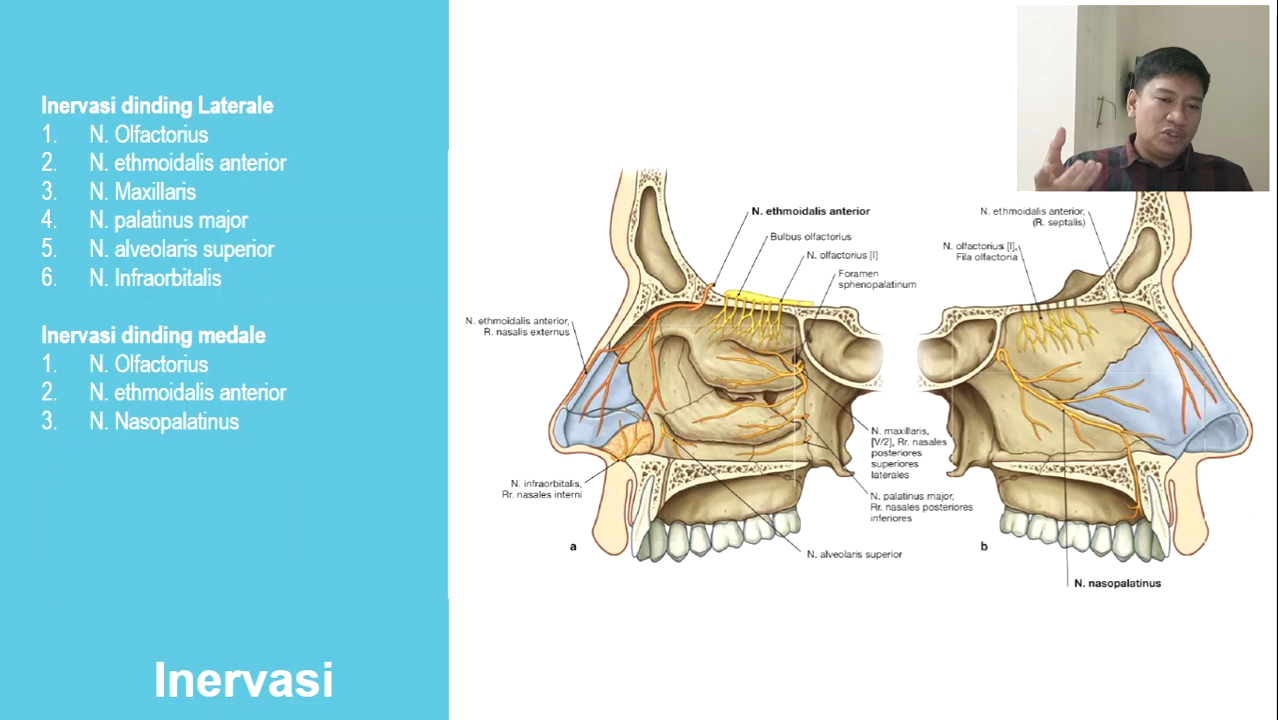 Inervasi dinding Laterale
1. N. Olfactorius
2. N. ethmoidalis anterior
3. N. Maxillaris
4. N. palatinus major
5. N. alveolaris superior
6. N. Infraorbitalis
Inervasi dinding medale
1. N. Olfactorius
2. N. ethmoidalis anterior
3. N. Nasopalatinus
Inervasi
N. ethmoidalis anterior
Bulbus olfactorius
N. olfactorius [I]
Foramen
sphenopalatinum
N. ethmoidalis anterior,
R. nasalis externus
N. infraorbitalis,
Rr. nasales interni
N. maxillaris,
[V/2], Rr. nasales
posteriores
superiores
laterales
N. palatinus major,
Rr. nasales posteriores
inferiores
N. alveolaris superior
a
N. ethmoidalis anterior,
(R. septalis)
N. olfactorius [I],
Fila olfactoria
b
N. nasopalatinus